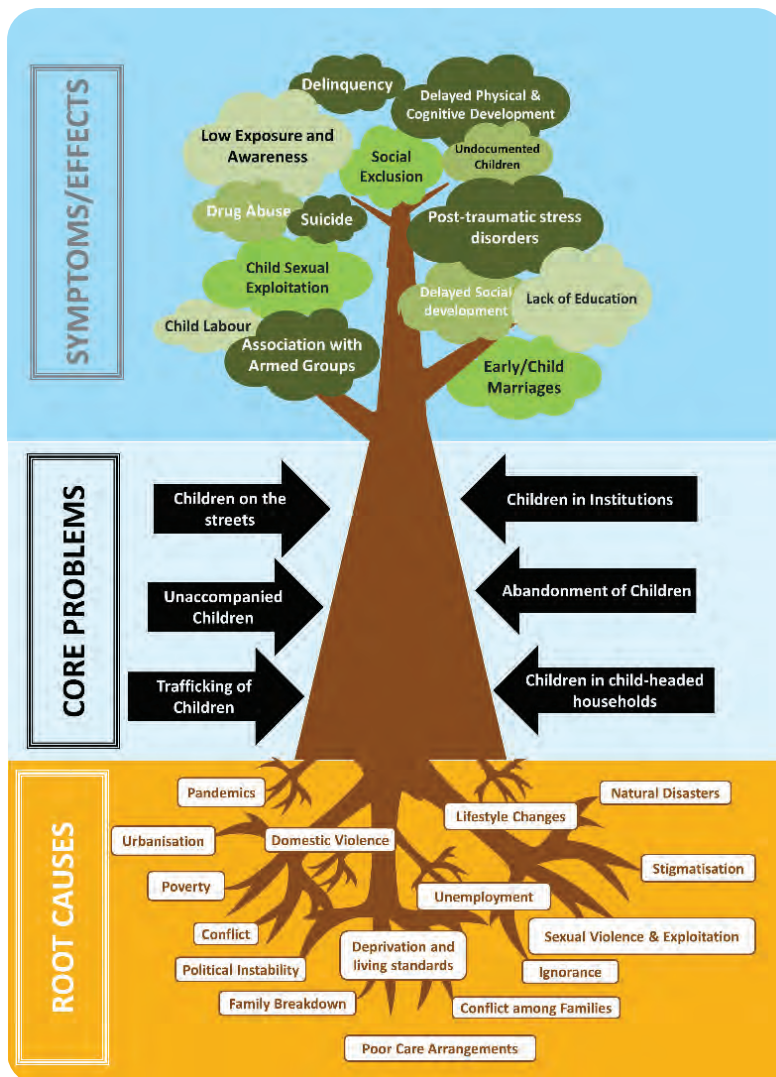 SYMPTOMS/EFFECTS
Delinquency
Delayed Physical &
Cognitive Development
Low Exposure and
Awareness
Social
Exclusion
Undocumented
Children
Drug Abuse
Suicide
Post-traumatic stress
disorders
Child Sexual
Exploitation
Delayed Social
development
Lack of Education
Child Labour
Association with
Armed Groups
Early/Child
Marriages
CORE PROBLEMS
Children on the
streets
Children in Institutions
Unaccompanied
Children
Abandonment of Children
Trafficking of
Children
Children in child-headed
households
ROOT CAUSES
Pandemics
Natural Disasters
Lifestyle Changes
Urbanisation
Domestic Violence
Stigmatisation
Poverty
Unemployment
Conflict
Sexual Violence & Exploitation
Deprivation and
living standards
Political Instability
Ignorance
Family Breakdown
Conflict among Families
Poor Care Arrangements